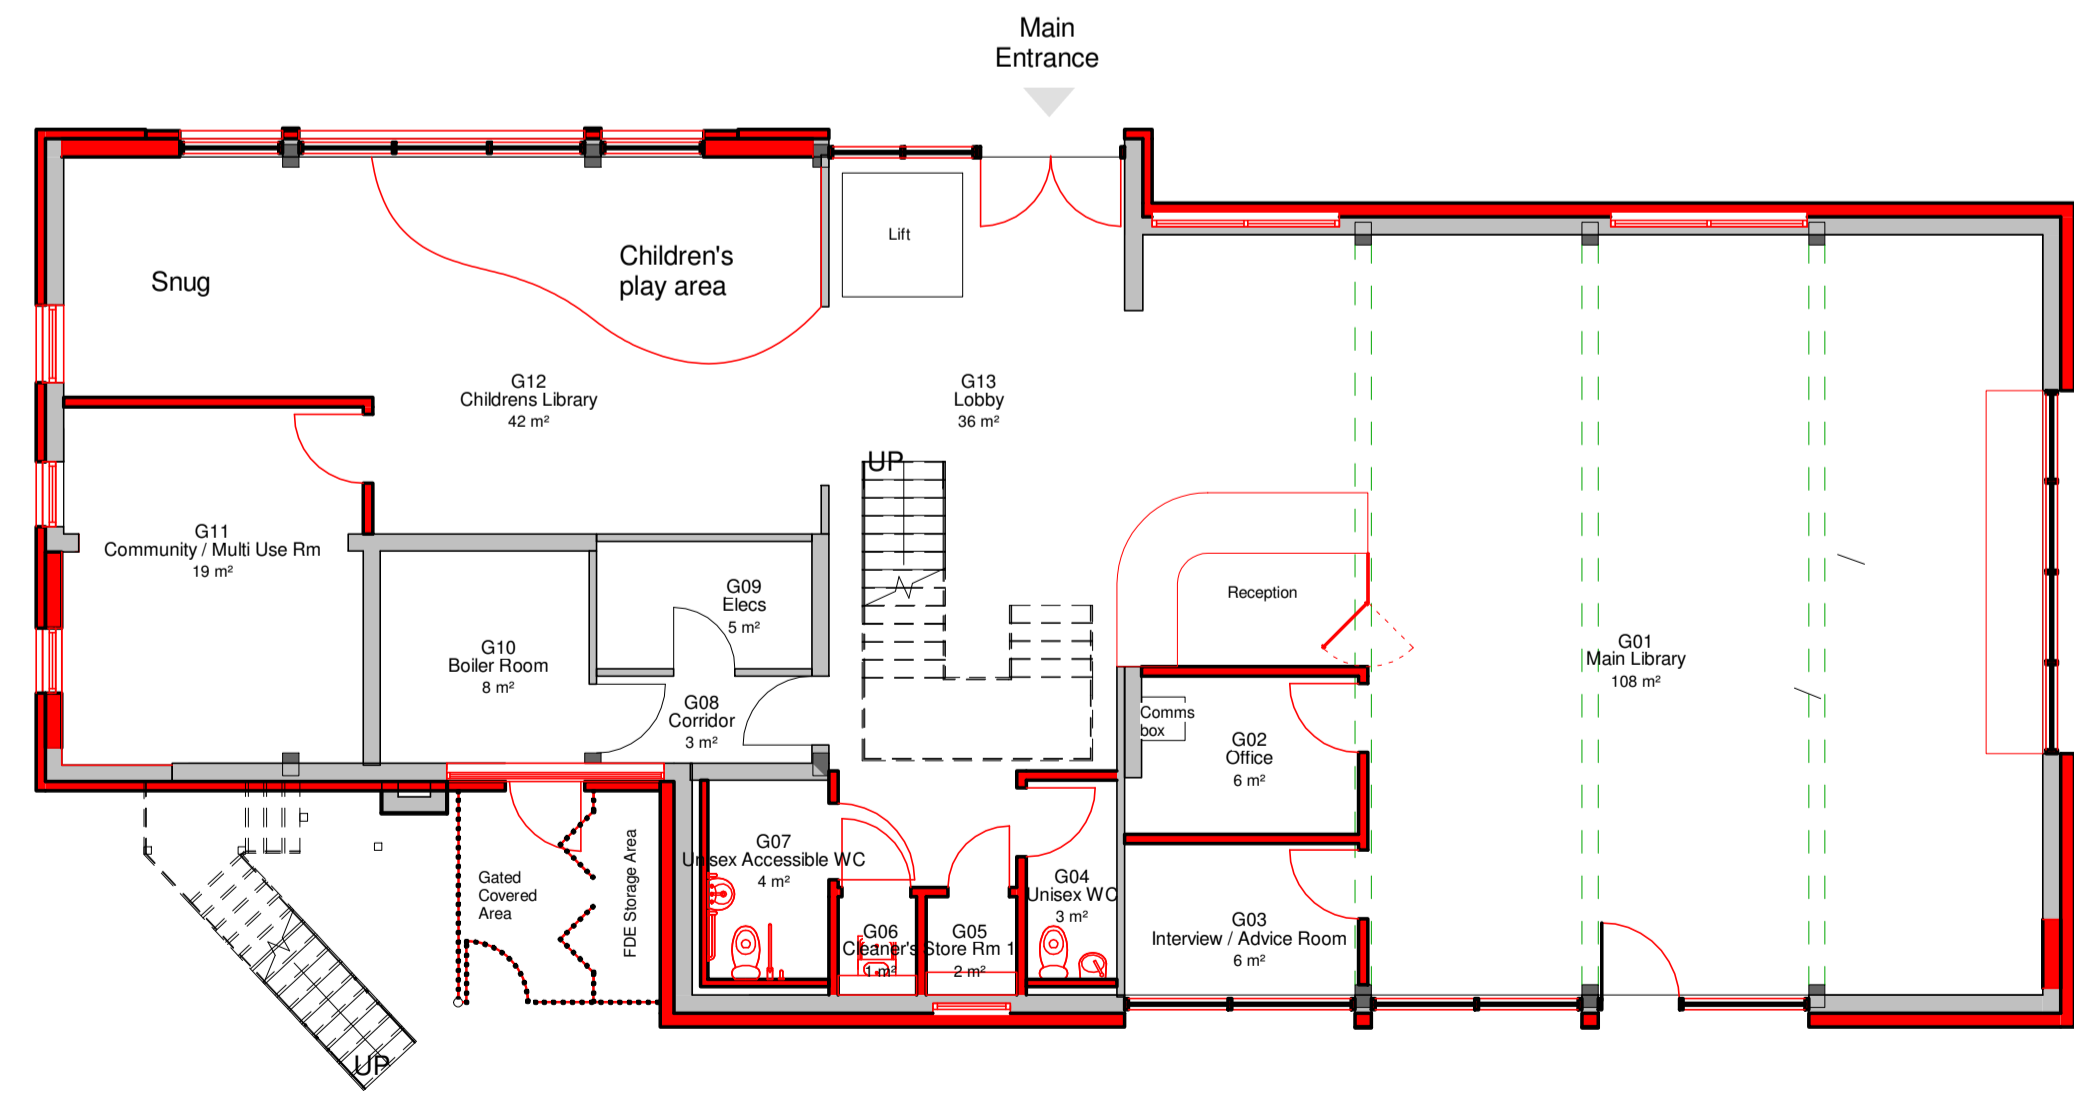 Main
Entrance
Lift
Snug
Children's
play area
G12
Childrens Library
42 m²
G13
Lobby
36 m²
UP
G11
Community / Multi Use Rm
19 m²
G09
Elecs
5 m²
Reception
G10
Boiler Room
8 m²
G01
Main Library
108 m²
G08
Corridor
3 m²
Comms
box
G02
Office
6 m²
G07
Unisex Accessible WC
4 m²
Gated
Covered
Area
FDE Storage Area
G04
Unisex WC
3 m²
G06
Cleaner's
1 m²
G05
Store Rm 1
2 m²
G03
Interview / Advice Room
6 m²
UP